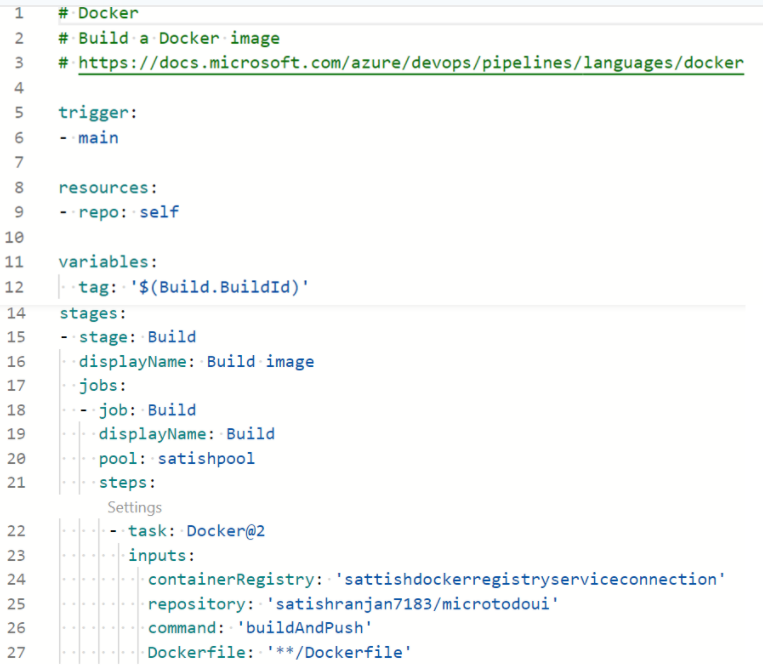 1 # Docker
2 # Build a Docker image
3 # https://docs.microsoft.com/azure/devops/pipelines/languages/docker
4
5 trigger:
6 - main
7
8 resources:
9 - repo: self
10
11 variables:
12   tag: '$(Build.BuildId)'
14 stages:
15 - stage: Build
16   displayName: Build image
17   jobs:
18   - job: Build
19     displayName: Build
20     pool: satishpool
21     steps:
Settings
22      - task: Docker@2
23        inputs:
24          containerRegistry: 'sattishdockerregistryserviceconnection'
25          repository: 'satishranjan7183/microtodoui'
26          command: 'buildAndPush'
27          Dockerfile: '**/Dockerfile'